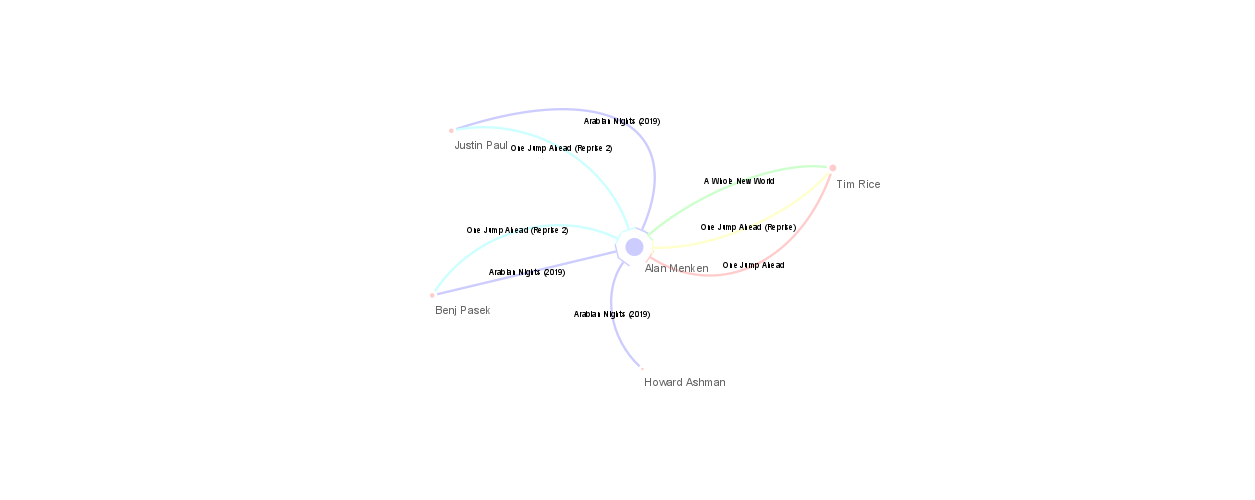 Arabian Nights (2019)
Justin Paul
One Jump Ahead (Reprise 2)
A Whole New World
Tim Rice
One Jump Ahead (Reprise)
One Jump Ahead (Reprise 2)
One Jump Ahead
Alan Menken
Arabian Nights (2019)
Benj Pasek
Arabian Nights (2019)
Howard Ashman